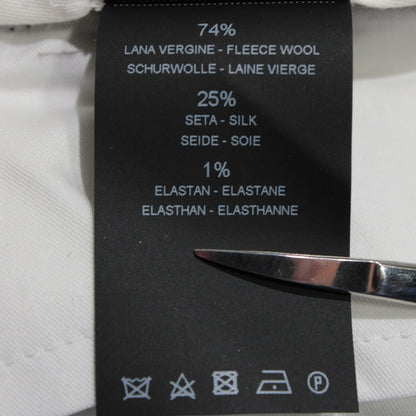 74%
LANA VERGINE - FLEECE WOOL
SCHURWOLLE - LAINE VIERGE
25%
SETA - SILK
SEIDE - SOIE
1%
ELASTAN - ELASTANE
ELASTHAN - ELASTHANNE
P